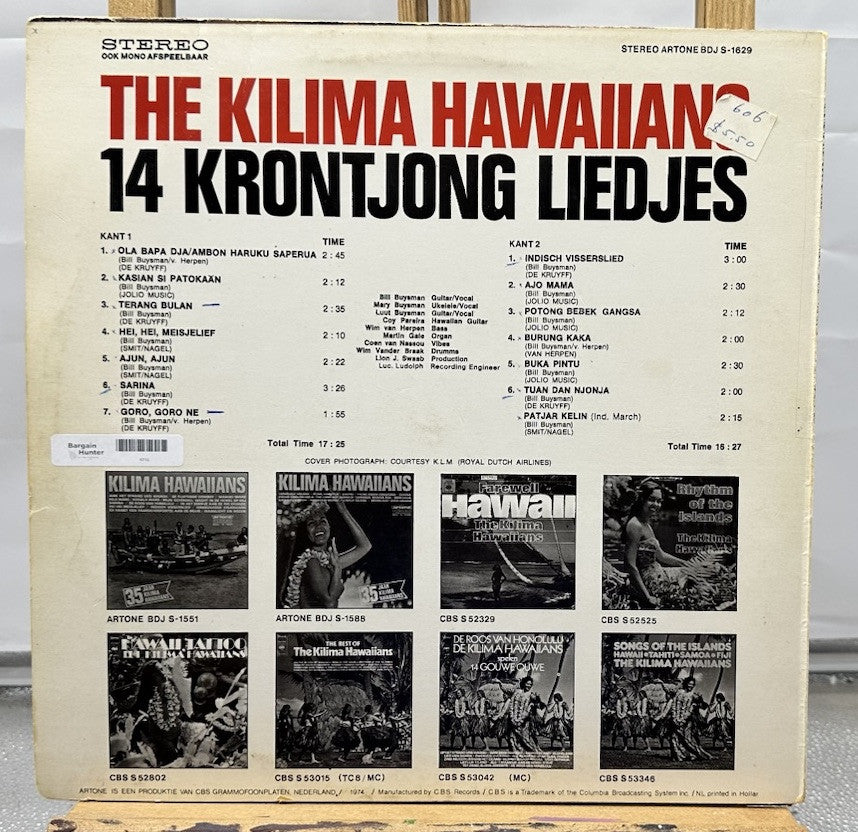 STEREO
OOK MONO AFSPEELBAAR
STEREO ARTONE BDJ S-1629
THE KILIMA HAWAIIANS
606
$5.50
14 KRONTJONG LIEDJES
KANT 1
TIME
1. OLA BAPA DJA/AMBON HARUKU SAPERUA 2:45
(Bill Buysman/v. Herpen)
(DE KRUYFF)
2. KASIAN SI PATOKAÄN 2:12
(Bill Buysman)
(JOLIO MUSIC)
3. TERANG BULAN 2:35
(Bill Buysman)
(DE KRUYFF)
4. HEI, HEI, MEISJELIEF 2:10
(Bill Buysman)
(SMIT/NAGEL)
5. AJUN, AJUN 2:22
(Bill Buysman)
(SMIT/NAGEL)
6. SARINA 3:26
(Bill Buysman)
(DE KRUYFF)
7. GORO, GORO NE 1:55
(Bill Buysman/v. Herpen)
(DE KRUYFF)
Total Time 17:25
Bill Buysman Guitar/Vocal
Mary Buysman Ukelele/Vocal
Luut Buysman Guitar/Vocal
Coy Pareira Hawaiian Guitar
Wim van Herpen Bass
Martin Gale Organ
Coen van Nassou Vibes
Wim Vander Braak Drumms
Lion J. Swaab Production
Luc. Ludolph Recording Engineer
KANT 2
TIME
1. INDISCH VISSERSLIED 3:00
(Bill Buysman)
(DE KRUYFF)
2. AJO MAMA 2:30
(Bill Buysman)
(JOLIO MUSIC)
3. POTONG BEBEK GANGSA 2:12
(Bill Buysman)
(JOLIO MUSIC)
4. BURUNG KAKA 2:00
(Bill Buysman/v. Herpen)
(VAN HERPEN)
5. BUKA PINTU 2:30
(Bill Buysman)
(JOLIO MUSIC)
6. TUAN DAN NJONJA 2:00
(Bill Buysman)
(DE KRUYFF)
PATJAR KELIN (Ind. March) 2:15
(Bill Buysman)
(SMIT/NAGEL)
Total Time 16:27
Bargain
Hunter
COVER PHOTOGRAPH: COURTESY K.L.M (ROYAL DUTCH AIRLINES)
KILIMA HAWAIIANS
35 JAAR KILIMA HAWAIIANS
ARTONE BDJ S-1551
KILIMA HAWAIIANS
35 JAAR KILIMA HAWAIIANS
ARTONE BDJ S-1588
Farewell
Hawaii
The Kilima
Hawaiians
CBS S 52329
Rhythm
of the
Islands
The Kilima
Hawaiians
CBS S 52525
HAWAII TATTOO
THE KILIMA HAWAIIANS
CBS S 52802
THE BEST OF
The Kilima Hawaiians
CBS S 53015 (TC8/MC)
DE ROOS VAN HONOLULU
DE KILIMA HAWAIIANS
spelen
14 GOUWE OUWE
CBS S 53042 (MC)
SONGS OF THE ISLANDS
HAWAII•TAHITI•SAMOA•FIJI
THE KILIMA HAWAIIANS
CBS S 53346
ARTONE IS EEN PRODUKTIE VAN CBS GRAMMOFOONPLATEN, NEDERLAND / 1974 / Manufactured by CBS Records / CBS is a Trademark of the Columbia Broadcasting System Inc. / NL printed in Hollar